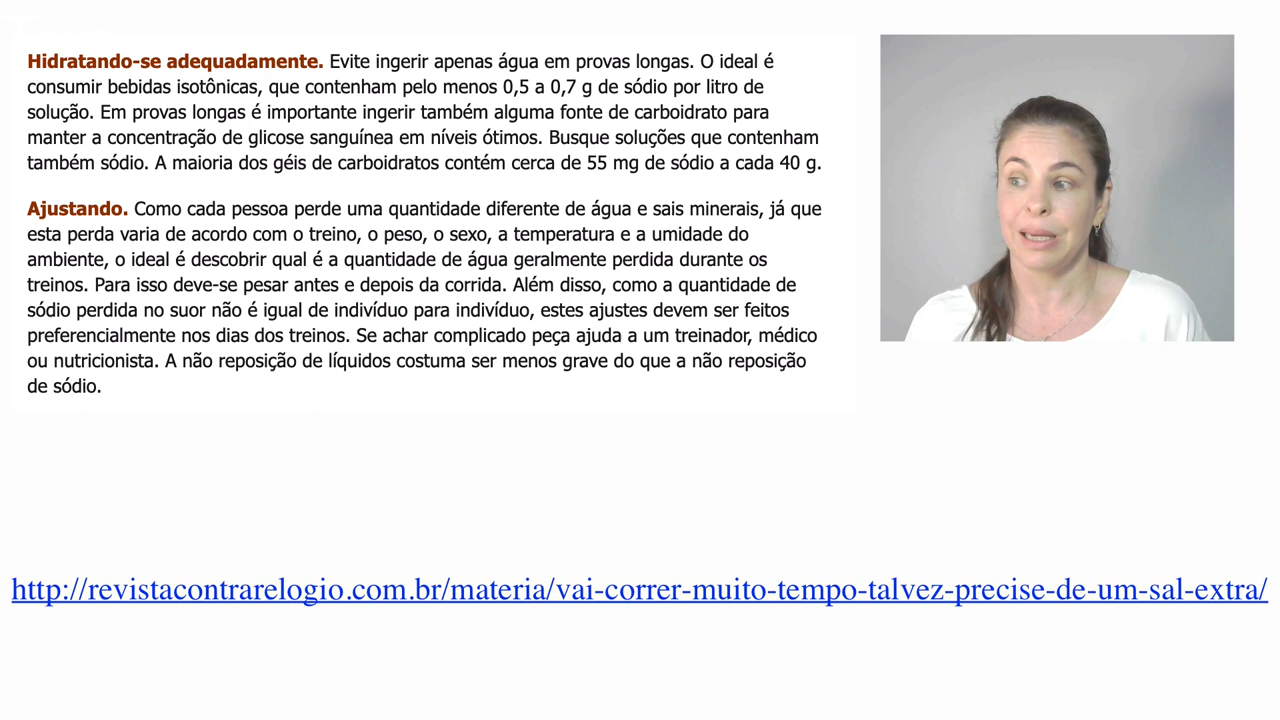 Hidratando-se adequadamente. Evite ingerir apenas água em provas longas. O ideal é
consumir bebidas isotônicas, que contenham pelo menos 0,5 a 0,7 g de sódio por litro de
solução. Em provas longas é importante ingerir também alguma fonte de carboidrato para
manter a concentração de glicose sanguínea em níveis ótimos. Busque soluções que contenham
também sódio. A maioria dos géis de carboidratos contém cerca de 55 mg de sódio a cada 40 g.
Ajustando. Como cada pessoa perde uma quantidade diferente de água e sais minerais, já que
esta perda varia de acordo com o treino, o peso, o sexo, a temperatura e a umidade do
ambiente, o ideal é descobrir qual é a quantidade de água geralmente perdida durante os
treinos. Para isso deve-se pesar antes e depois da corrida. Além disso, como a quantidade de
sódio perdida no suor não é igual de indivíduo para indivíduo, estes ajustes devem ser feitos
preferencialmente nos dias dos treinos. Se achar complicado peça ajuda a um treinador, médico
ou nutricionista. A não reposição de líquidos costuma ser menos grave do que a não reposição
de sódio.
http://revistacontrarelogio.com.br/materia/vai-correr-muito-tempo-talvez-precise-de-um-sal-extra/